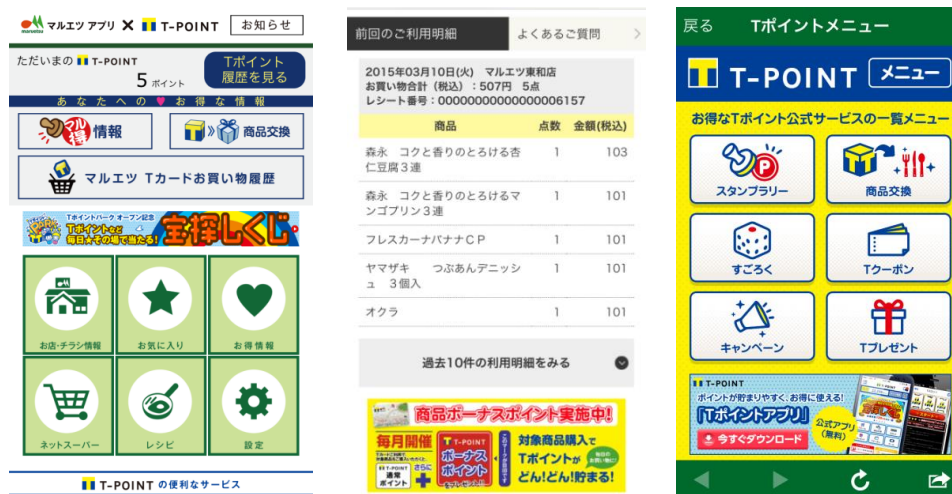 マルエツ アプリ × T-POINT お知らせ
ただいまの T-POINT
5 ポイント
Tポイント
履歴を見る
あなたへの♥お得な情報
マル得情報
商品交換
マルエツ Tカードお買い物履歴
Tポイントパーク オープン記念
Tポイントなど
毎日★その場で当たる!
宝探しくじ
お店・チラシ情報
お気に入り
お得情報
ネットスーパー
レシピ
設定
T-POINT の便利なサービス
前回のご利用明細
よくあるご質問
2015年03月10日(火) マルエツ東和店
お買い物合計(税込):507円 5点
レシート番号:00000000000000006157
商品 点数 金額(税込)
森永 コクと香りのとろける杏 1 103
仁豆腐3連
森永 コクと香りのとろけるマ 1 101
ンゴプリン3連
フレスカーナバナナCP 1 101
ヤマザキ つぶあんデニッシ 1 101
ュ 3個入
オクラ 1 101
過去10件の利用明細をみる
商品ボーナスポイント実施中!
毎月開催
T-POINT
通常
ポイント
さらに
T-POINT
ボーナス
ポイント
をプレゼント!!
対象商品購入で
Tポイントが
どん!どん!貯まる!
戻る Tポイントメニュー
T-POINT メニュー
お得なTポイント公式サービスの一覧メニュー
スタンプラリー
商品交換
すごろく
Tクーポン
キャンペーン
Tプレゼント
T-POINT
ポイントが貯まりやすく、お得に使える!
「Tポイントアプリ」
公式アプリ
(無料)
今すぐダウンロード